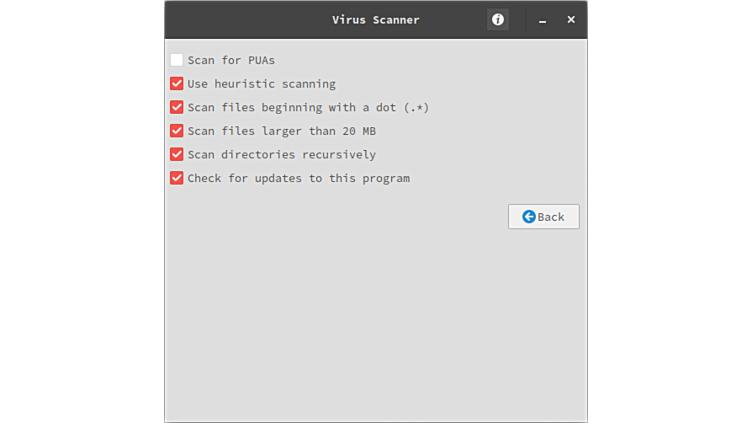 Virus Scanner
Scan for PUAs
Use heuristic scanning
Scan files beginning with a dot (.*)
Scan files larger than 20 MB
Scan directories recursively
Check for updates to this program
Back